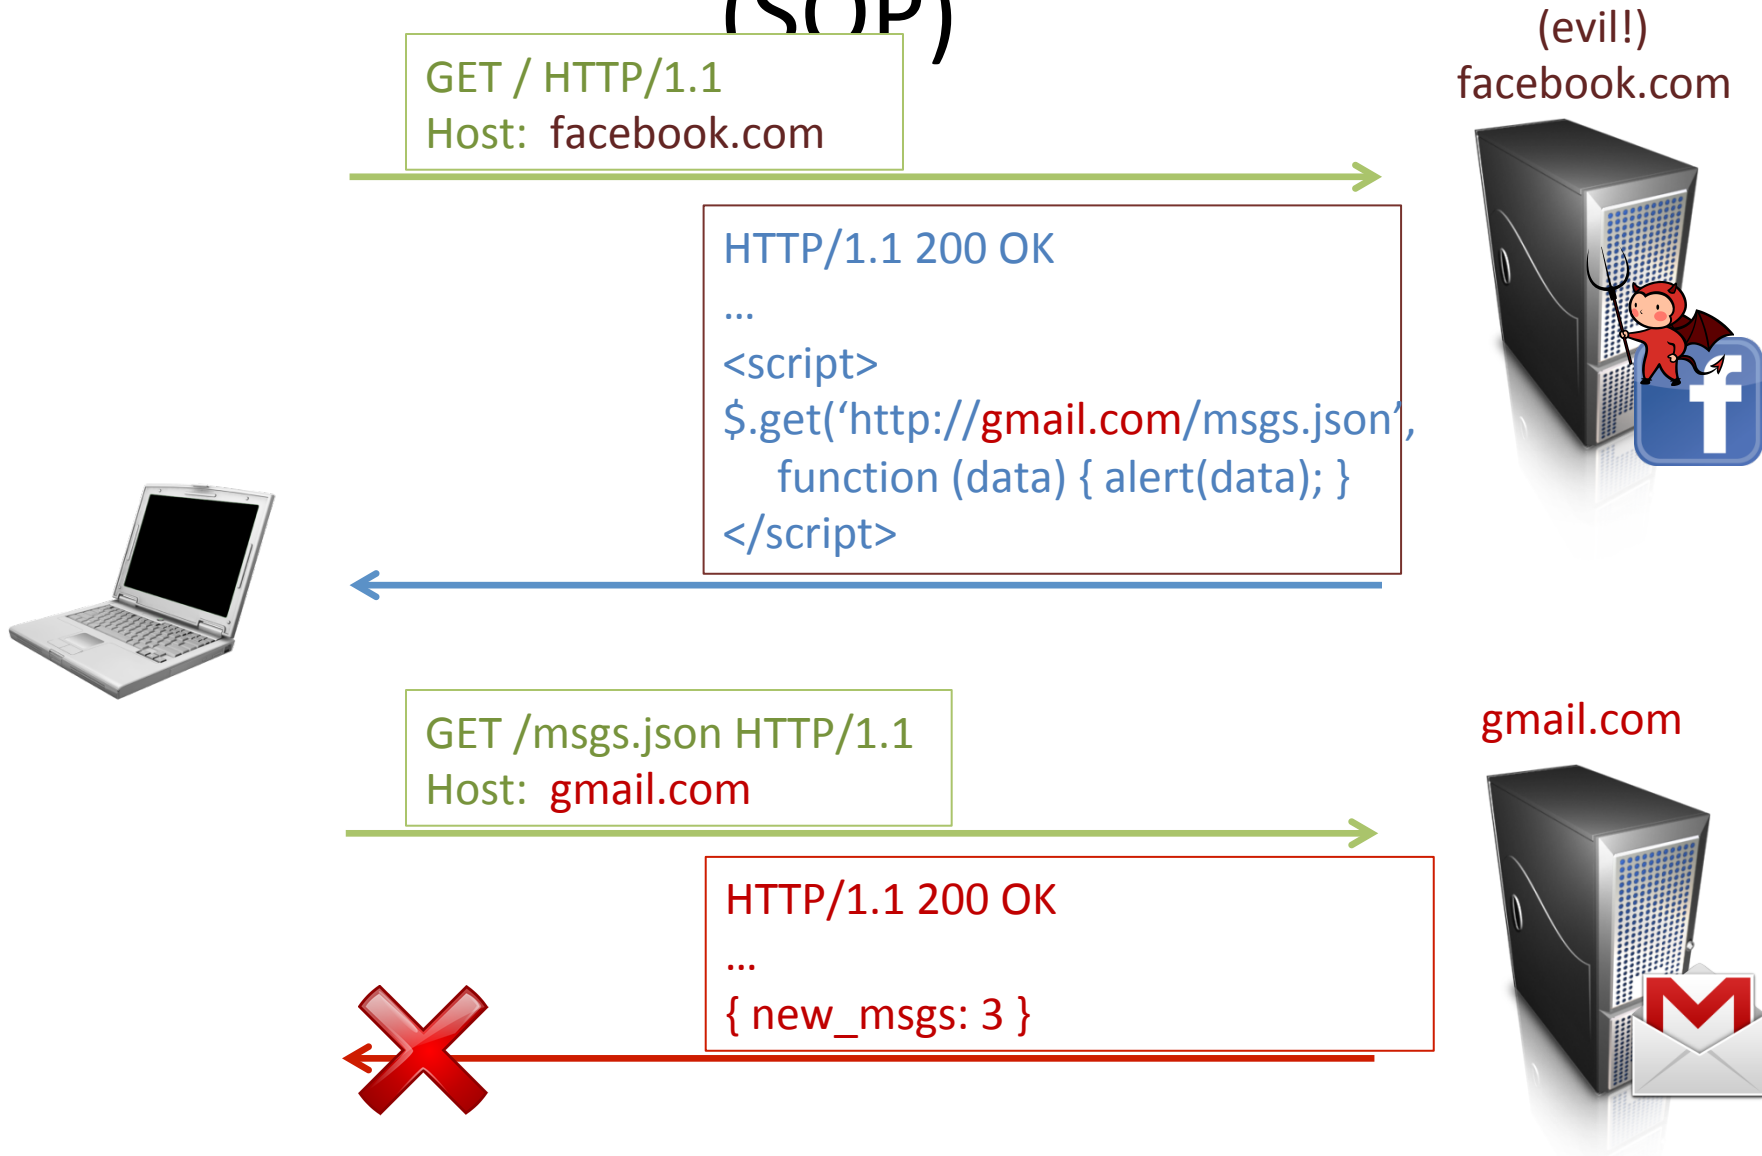 (SOP)
(evil!)
facebook.com
GET / HTTP/1.1
Host: facebook.com
HTTP/1.1 200 OK
...
<script>
$.get(‘http://gmail.com/msgs.json’,
function (data) { alert(data); }
</script>
GET /msgs.json HTTP/1.1
Host: gmail.com
gmail.com
HTTP/1.1 200 OK
...
{ new_msgs: 3 }